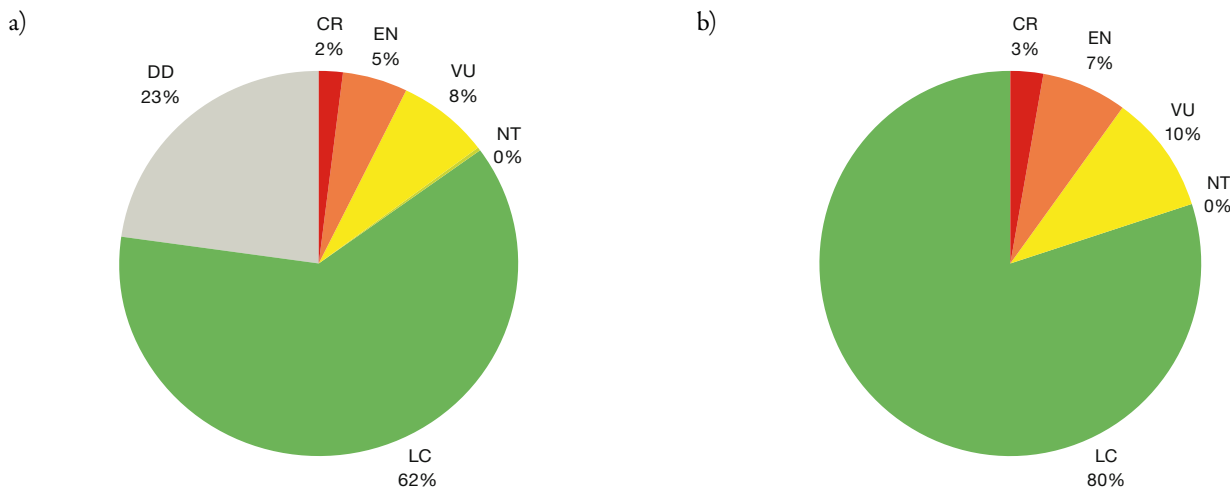 a)
CR
2%
EN
5%
VU
8%
NT
0%
LC
62%
DD
23%
b)
CR
3%
EN
7%
VU
10%
NT
0%
LC
80%